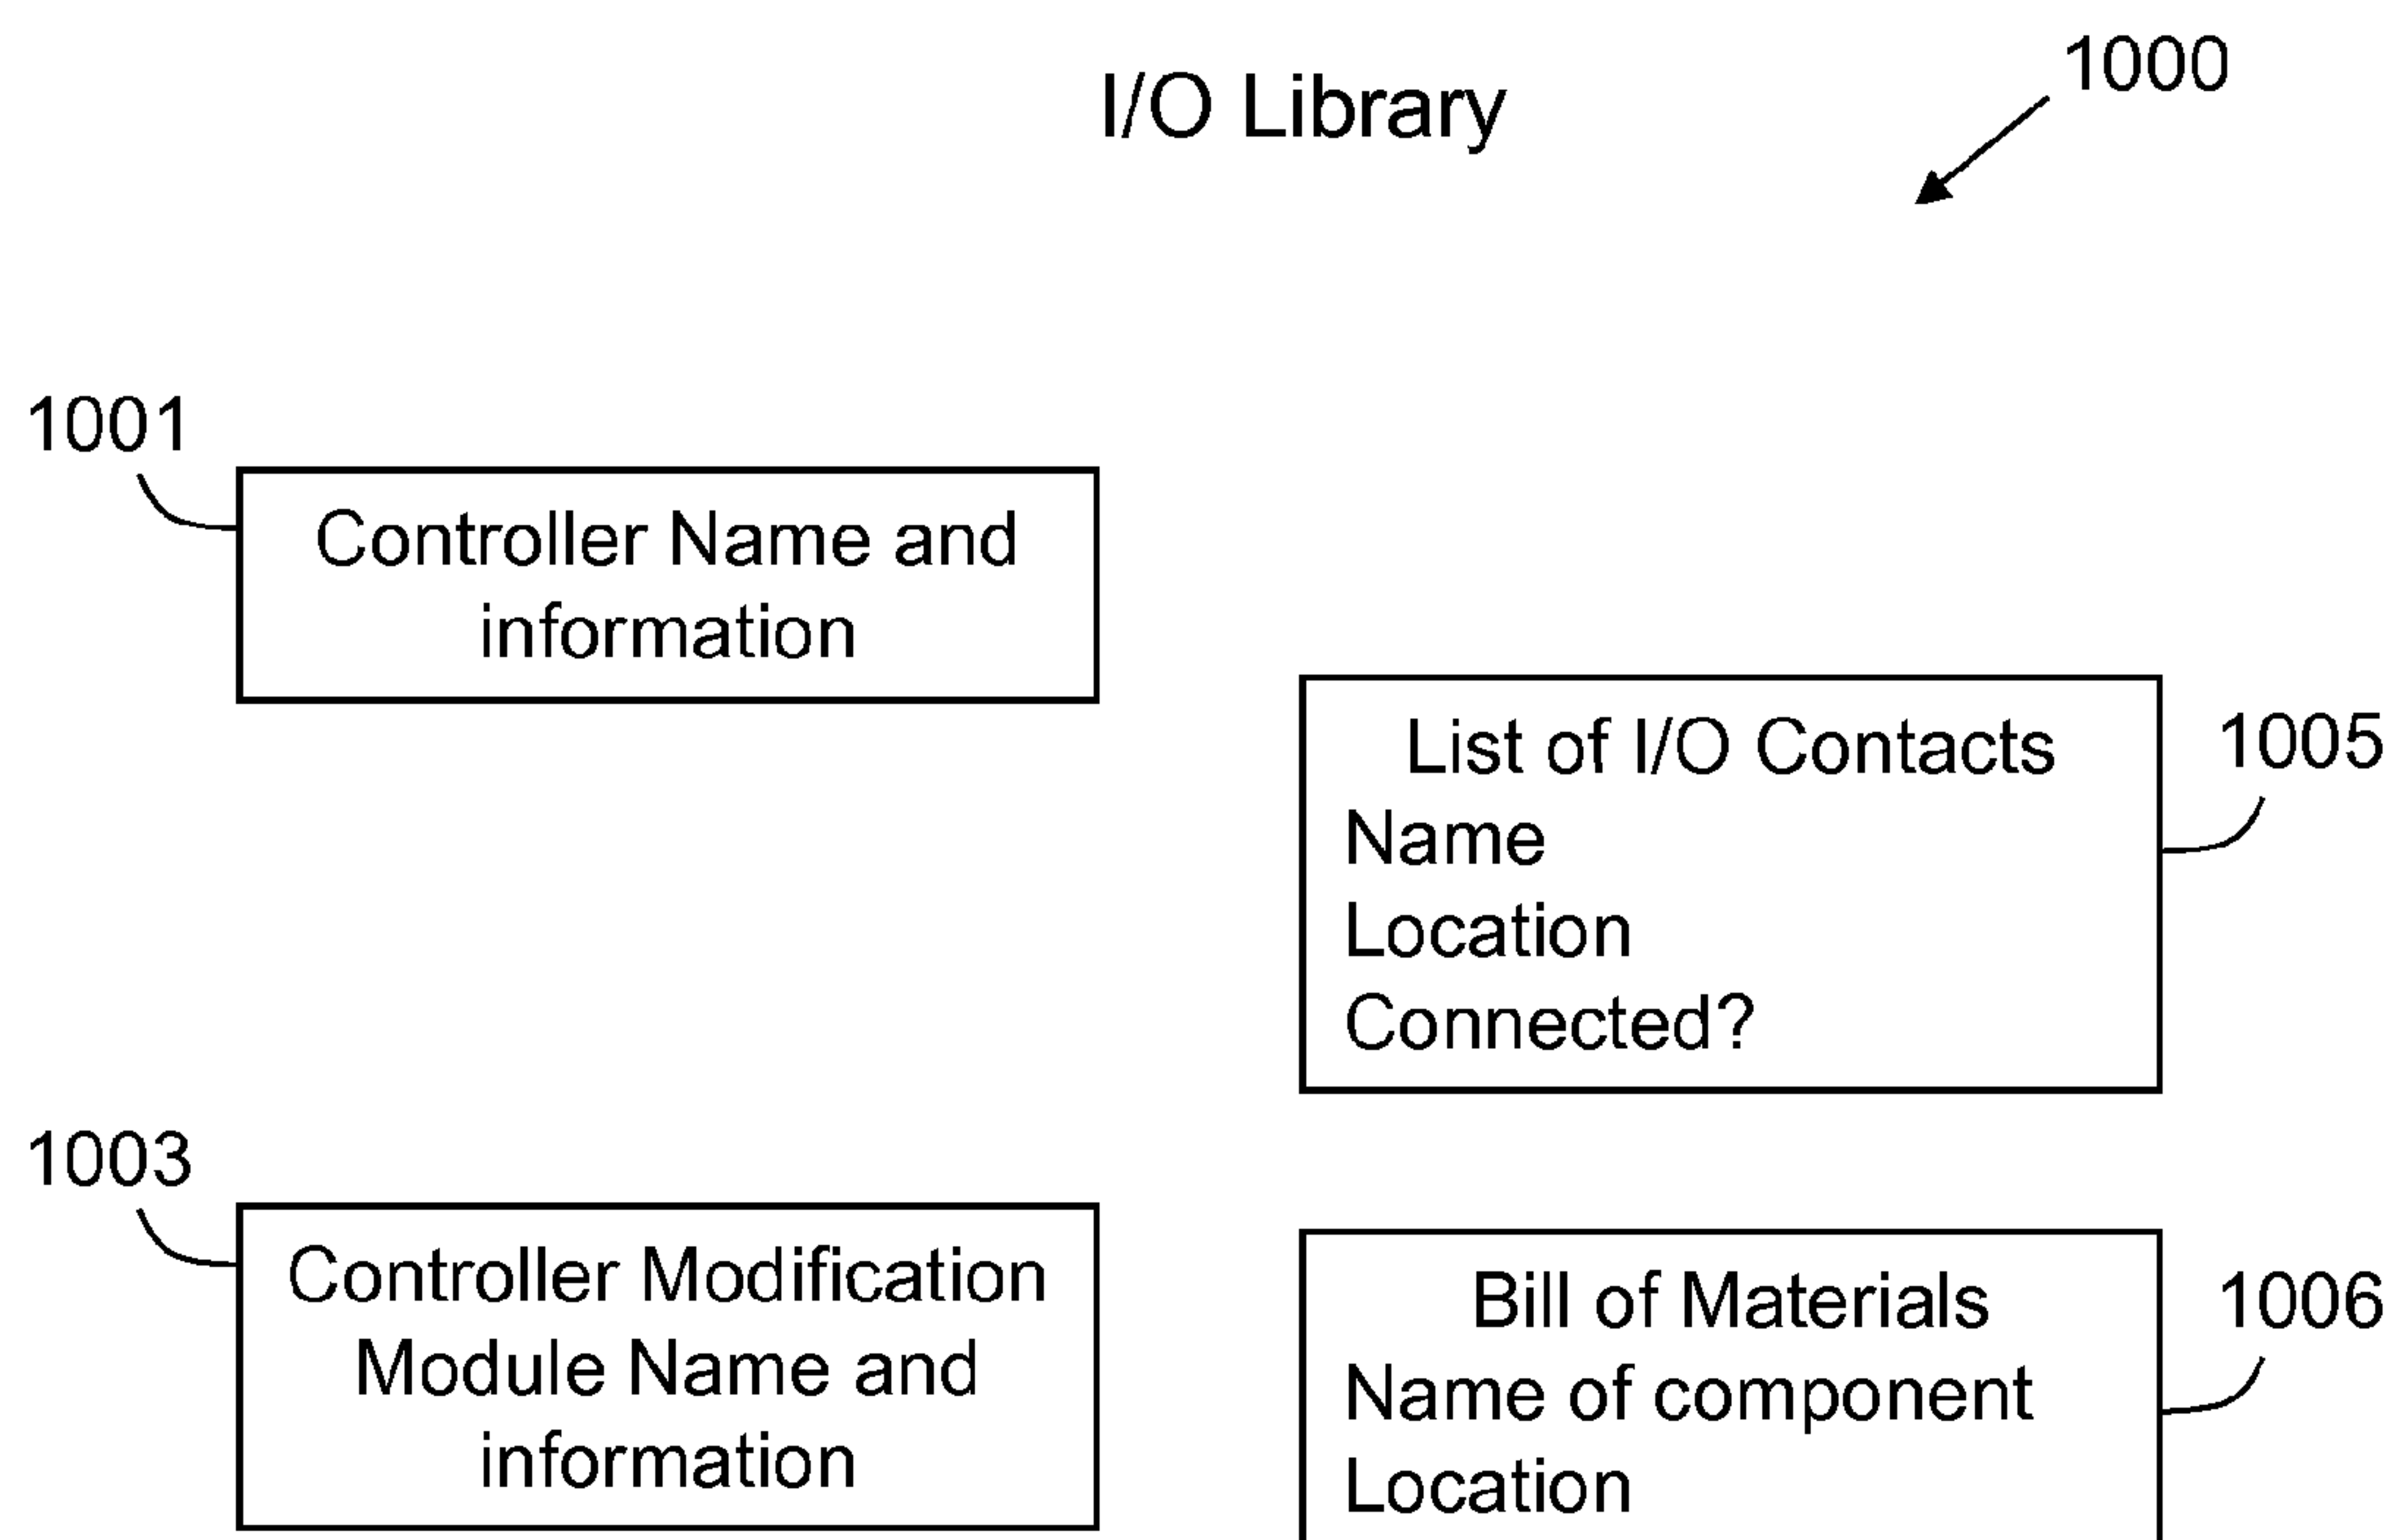 I/O Library
1000
1001
Controller Name and
information
1005
List of I/O Contacts
Name
Location
Connected?
1003
Controller Modification
Module Name and
information
1006
Bill of Materials
Name of component
Location